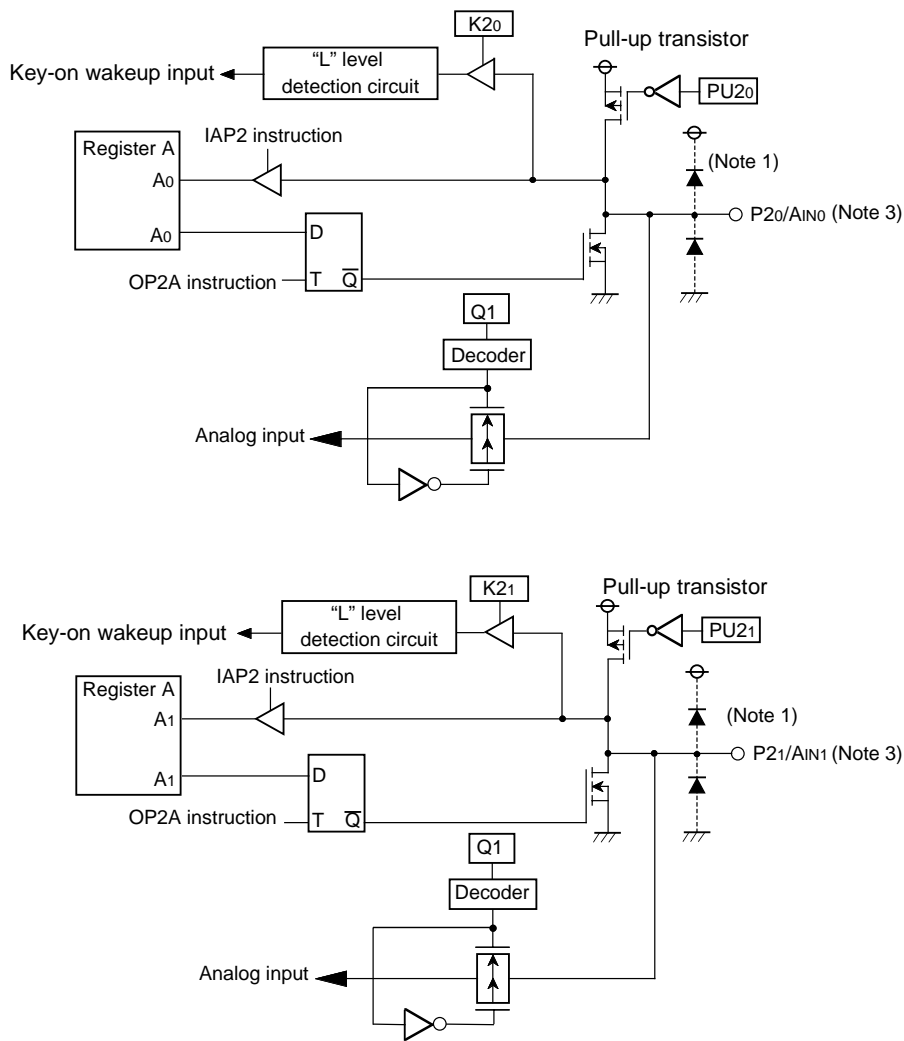 K20
Pull-up transistor
Key-on wakeup input
“L” level
detection circuit
PU20
IAP2 instruction
Register A
A0
(Note 1)
P20/AIN0 (Note 3)
A0
D
OP2A instruction
T Q̅
Q1
Decoder
Analog input
K21
Pull-up transistor
Key-on wakeup input
“L” level
detection circuit
PU21
IAP2 instruction
Register A
A1
(Note 1)
P21/AIN1 (Note 3)
A1
D
OP2A instruction
T Q̅
Q1
Decoder
Analog input